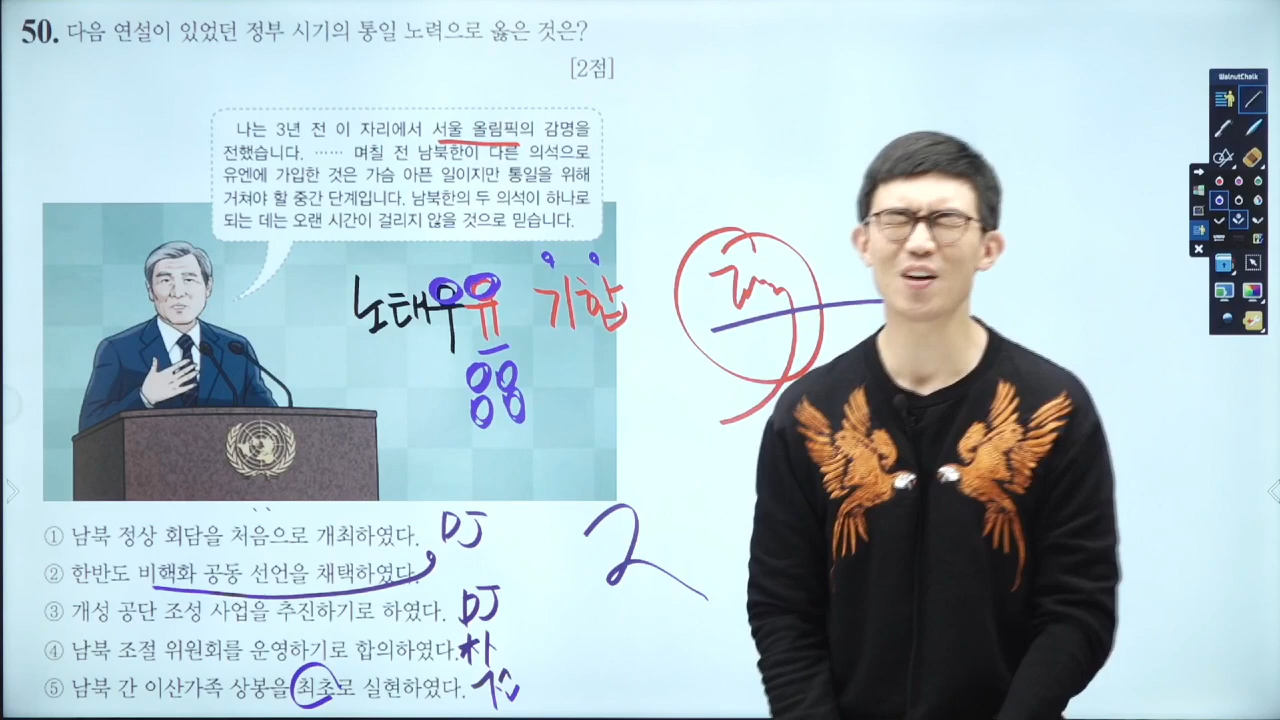 50. 다음 연설이 있었던 정부 시기의 통일 노력으로 옳은 것은?
[2점]
나는 3년 전 이 자리에서 서울 올림픽의 감명을
전했습니다. …… 며칠 전 남북한이 다른 의석으로
유엔에 가입한 것은 가슴 아픈 일이지만 통일을 위해
거쳐야 할 중간 단계입니다. 남북한의 두 의석이 하나로
되는 데는 오랜 시간이 걸리지 않을 것으로 믿습니다.
노태우유 기합
① 남북 정상 회담을 처음으로 개최하였다. DJ
② 한반도 비핵화 공동 선언을 채택하였다.
③ 개성 공단 조성 사업을 추진하기로 하였다. DJ
④ 남북 조절 위원회를 운영하기로 합의하였다. 박
⑤ 남북 간 이산가족 상봉을 최초로 실현하였다.
2
WalnutChalk